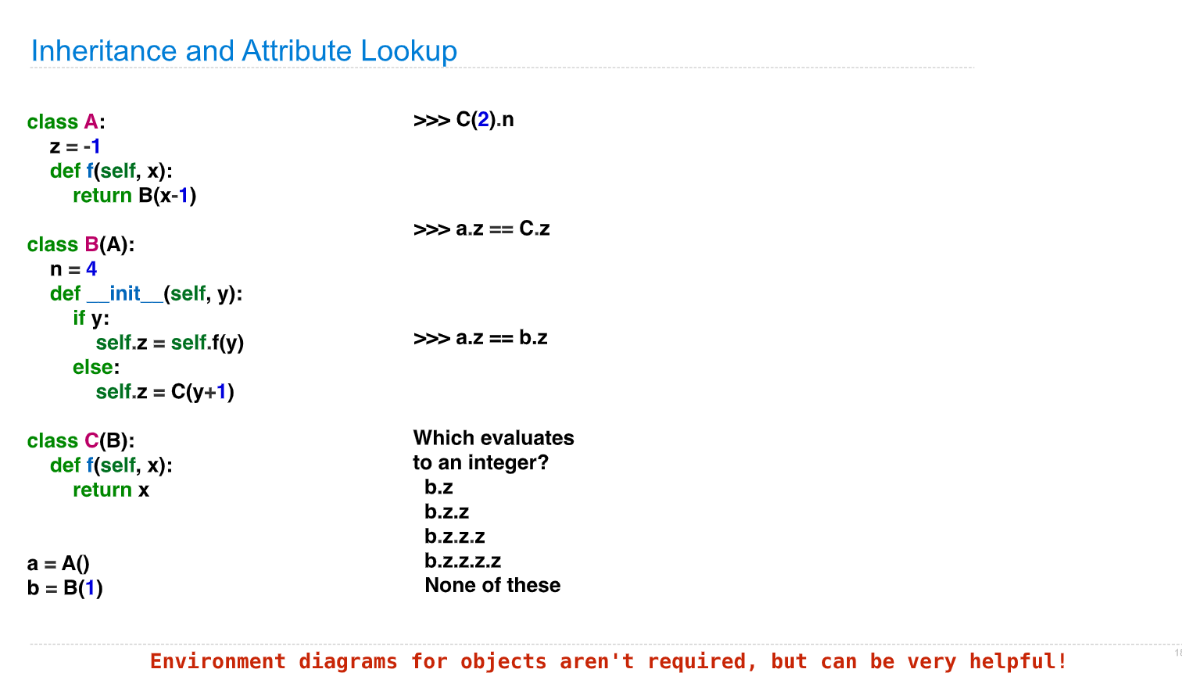 Inheritance and Attribute Lookup
class A:
    z = -1
    def f(self, x):
        return B(x-1)
class B(A):
    n = 4
    def __init__(self, y):
        if y:
            self.z = self.f(y)
        else:
            self.z = C(y+1)
class C(B):
    def f(self, x):
        return x
a = A()
b = B(1)
>>> C(2).n
>>> a.z == C.z
>>> a.z == b.z
Which evaluates
to an integer?
  b.z
  b.z.z
  b.z.z.z
  b.z.z.z.z
  None of these
Environment diagrams for objects aren't required, but can be very helpful!